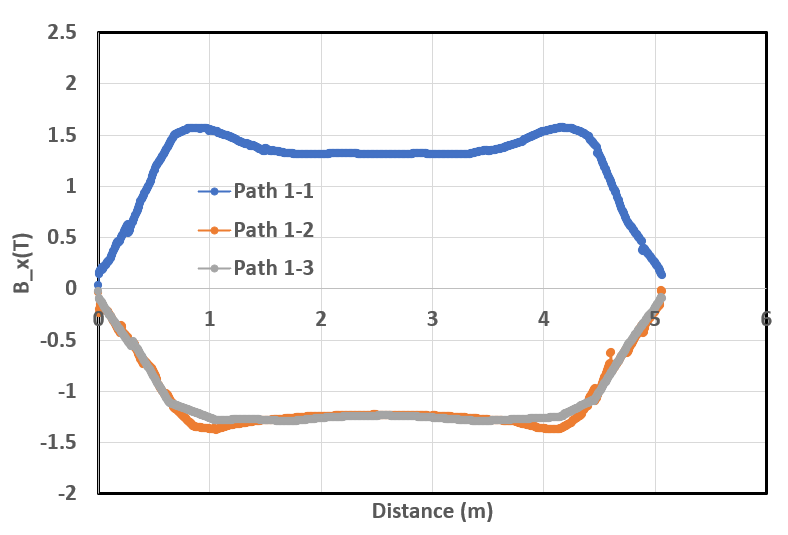 2.5
2
1.5
1
0.5
0
-0.5
-1
-1.5
-2
B_x(T)
Path 1-1
Path 1-2
Path 1-3
0 1 2 3 4 5 6
Distance (m)